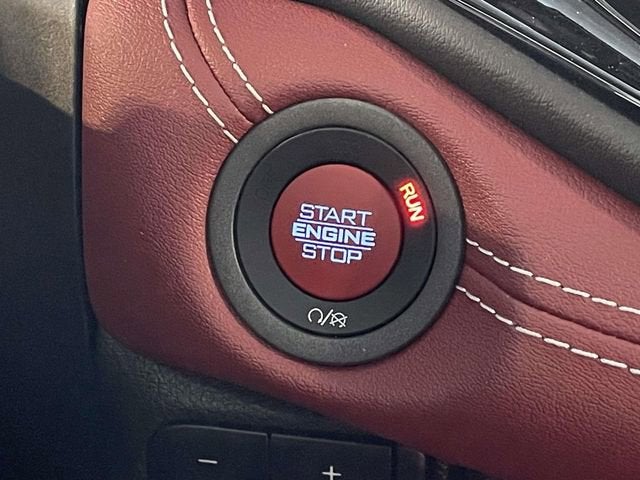 START
ENGINE
STOP
RUN
−
+